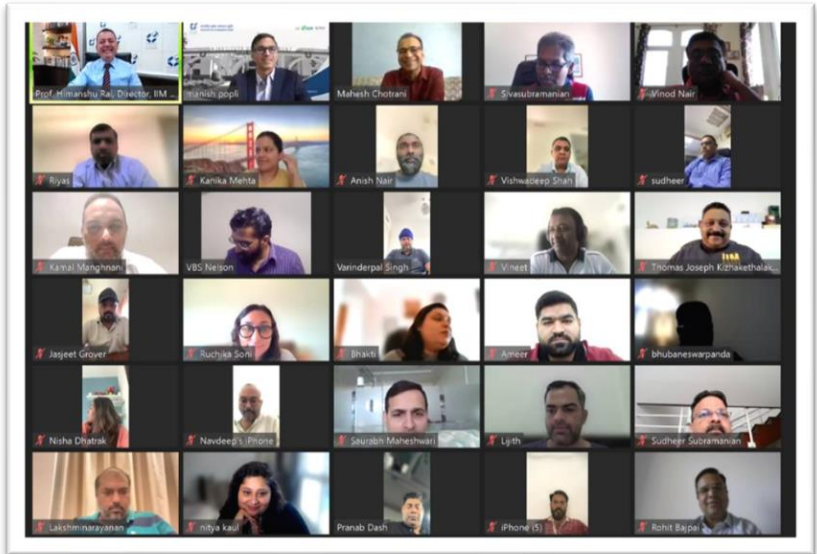 Prof. Himanshu Rai, Director, IIM ...
manish popli
Mahesh Chotrani
Sivasubramanian
Vinod Nair
Riyas
Kanika Mehta
Anish Nair
Vishwadeep Shah
sudheer
Kamal Manghnani
VBS Nelson
Varinderpal Singh
Vineet
Thomas Joseph Kizhakethalak...
Jasjeet Grover
Ruchika Soni
Bhakti
Ameer
bhubaneswarpanda
Nisha Dhatrak
Navdeep's iPhone
Saurabh Maheshwari
Lijith
Sudheer Subramanian
Lakshminarayanan
nitya kaul
Pranab Dash
iPhone (5)
Rohit Bajpai